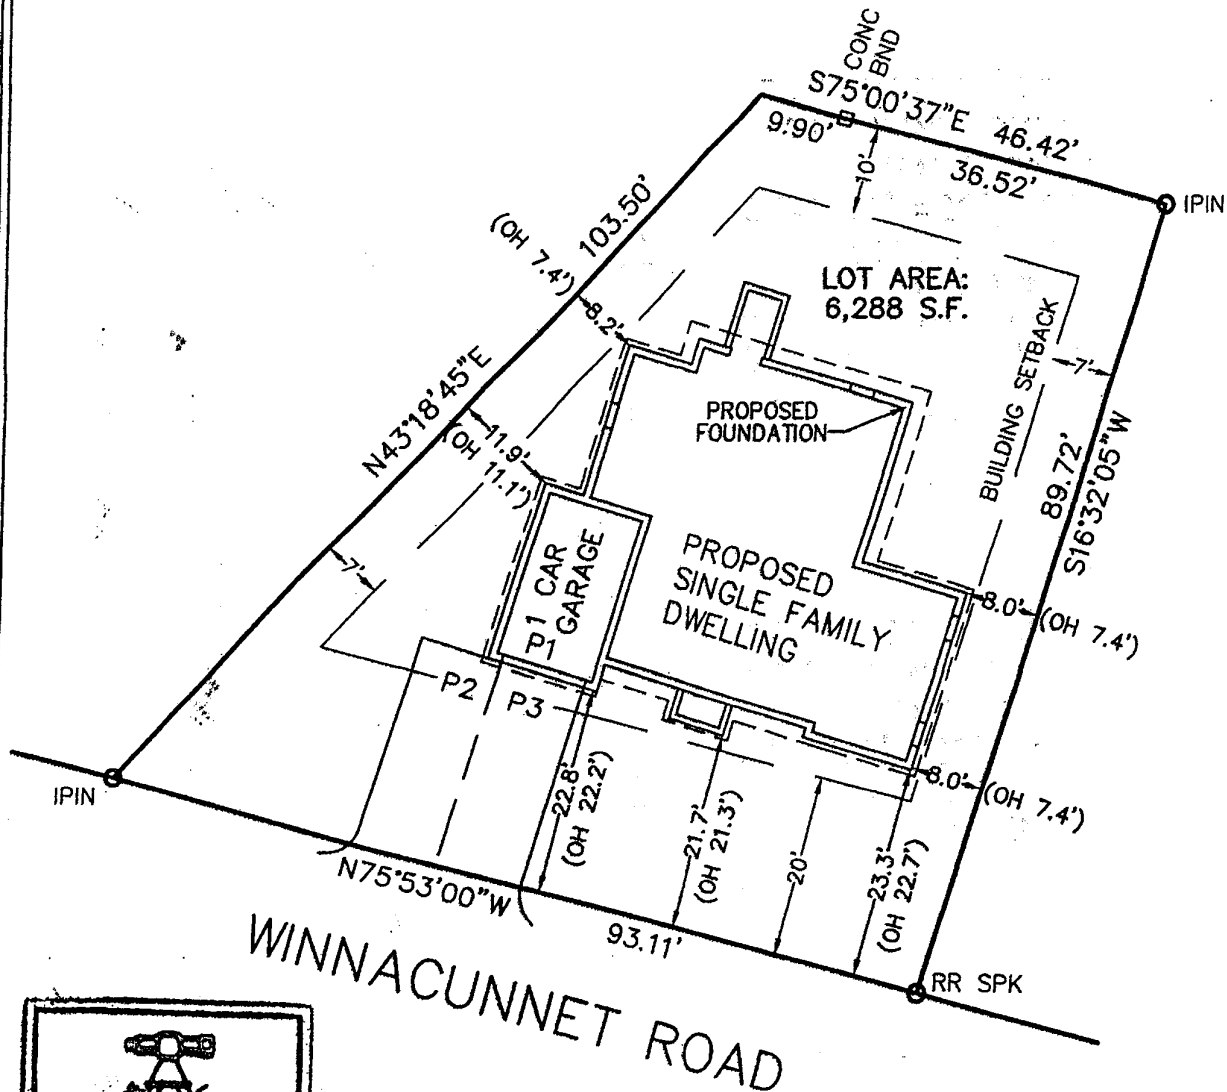 CONC
BND
S75°00'37"E 46.42'
9.90'
36.52'
10'
IPIN
103.50'
(OH 7.4')
8.2'
LOT AREA:
6,288 S.F.
BUILDING SETBACK
7'
N43°18'45"E
PROPOSED
FOUNDATION
11.9'
(OH 11.1')
89.72'
S16°32'05"W
7'
1 CAR
GARAGE
P1
PROPOSED
SINGLE FAMILY
DWELLING
8.0'
(OH 7.4')
P2
P3
8.0'
(OH 7.4')
IPIN
22.8'
(OH 22.2')
21.7'
(OH 21.3')
20'
23.3'
(OH 22.7')
N75°53'00"W
93.11'
RR SPK
WINNACUNNET ROAD